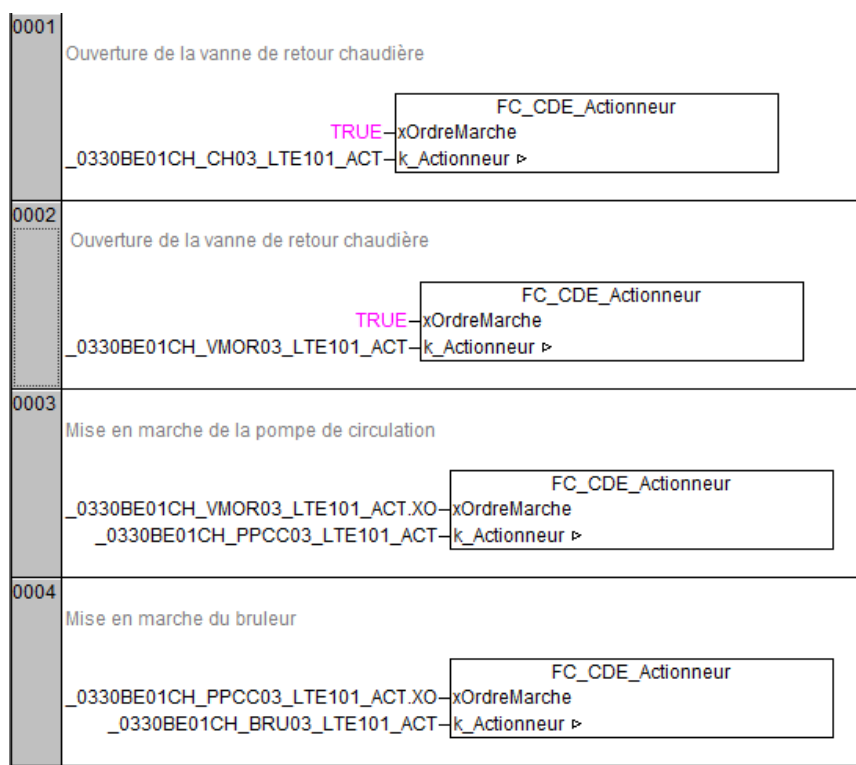 0001
Ouverture de la vanne de retour chaudière
FC_CDE_Actionneur
TRUE xOrdreMarche
_0330BE01CH_CH03_LTE101_ACT k_Actionneur
0002
Ouverture de la vanne de retour chaudière
FC_CDE_Actionneur
TRUE xOrdreMarche
_0330BE01CH_VMOR03_LTE101_ACT k_Actionneur
0003
Mise en marche de la pompe de circulation
FC_CDE_Actionneur
_0330BE01CH_VMOR03_LTE101_ACT.XO xOrdreMarche
_0330BE01CH_PPCC03_LTE101_ACT k_Actionneur
0004
Mise en marche du bruleur
FC_CDE_Actionneur
_0330BE01CH_PPCC03_LTE101_ACT.XO xOrdreMarche
_0330BE01CH_BRU03_LTE101_ACT k_Actionneur